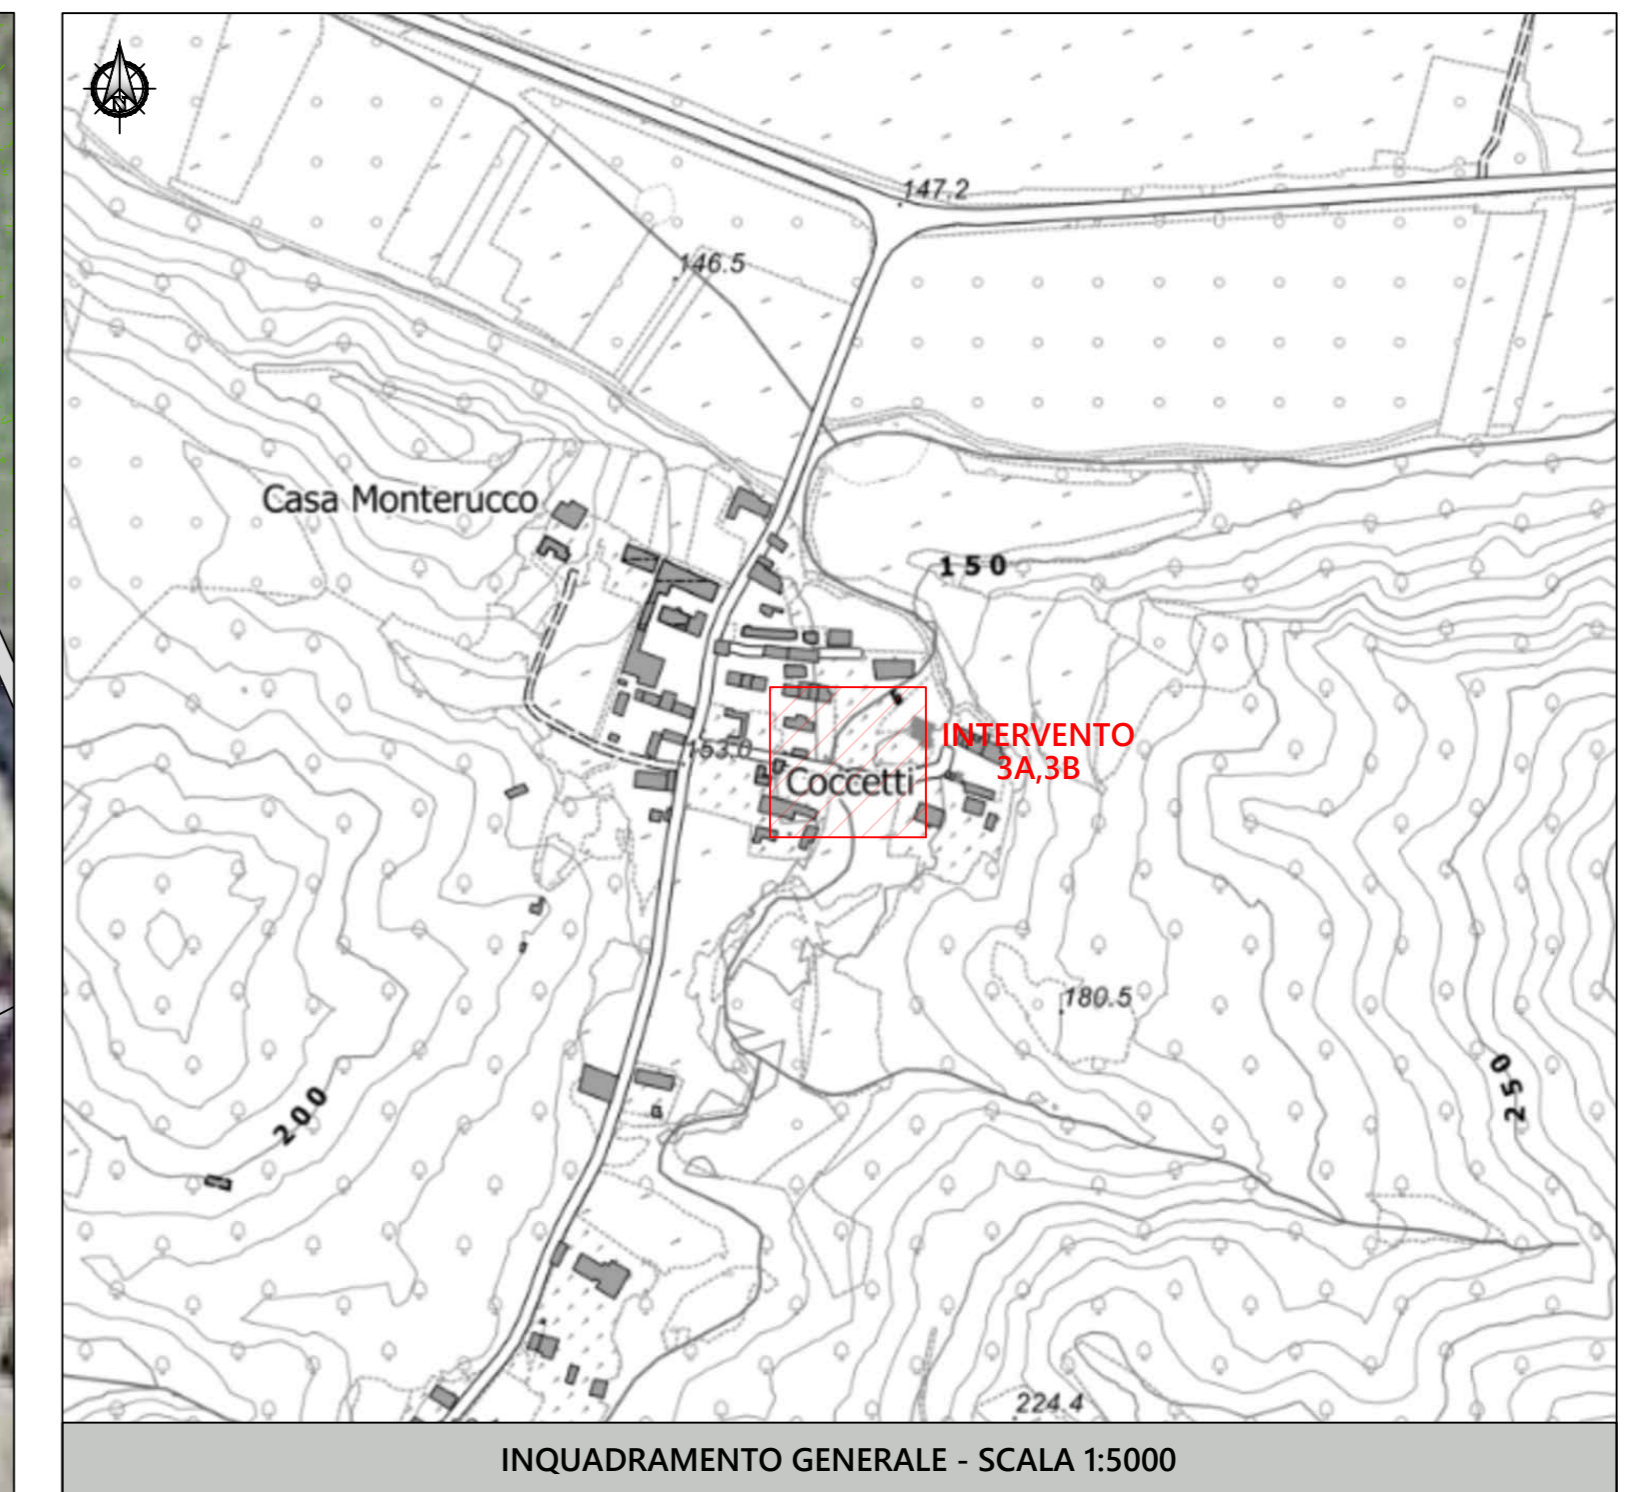 N
147.2
146.5
Casa Monterucco
150
INTERVENTO
3A,3B
153.0
Coccetti
180.5
200
250
224.4
INQUADRAMENTO GENERALE - SCALA 1:5000